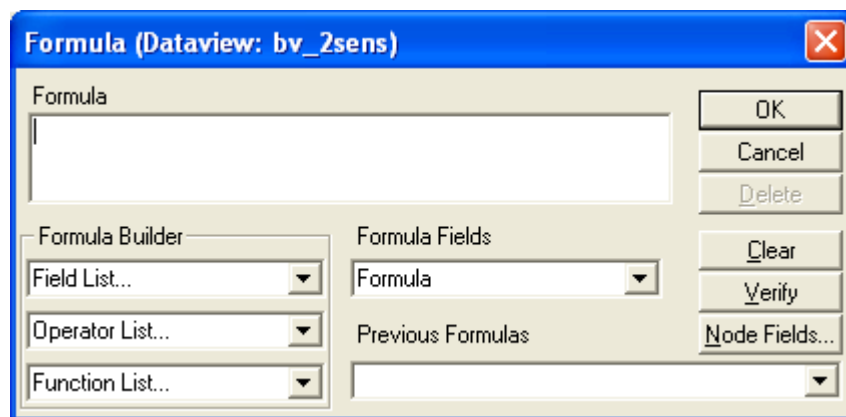 Formula (Dataview: bv_2sens)
Formula
OK
Cancel
Delete
Formula Builder
Field List...
Operator List...
Function List...
Formula Fields
Formula
Previous Formulas
Clear
Verify
Node Fields...